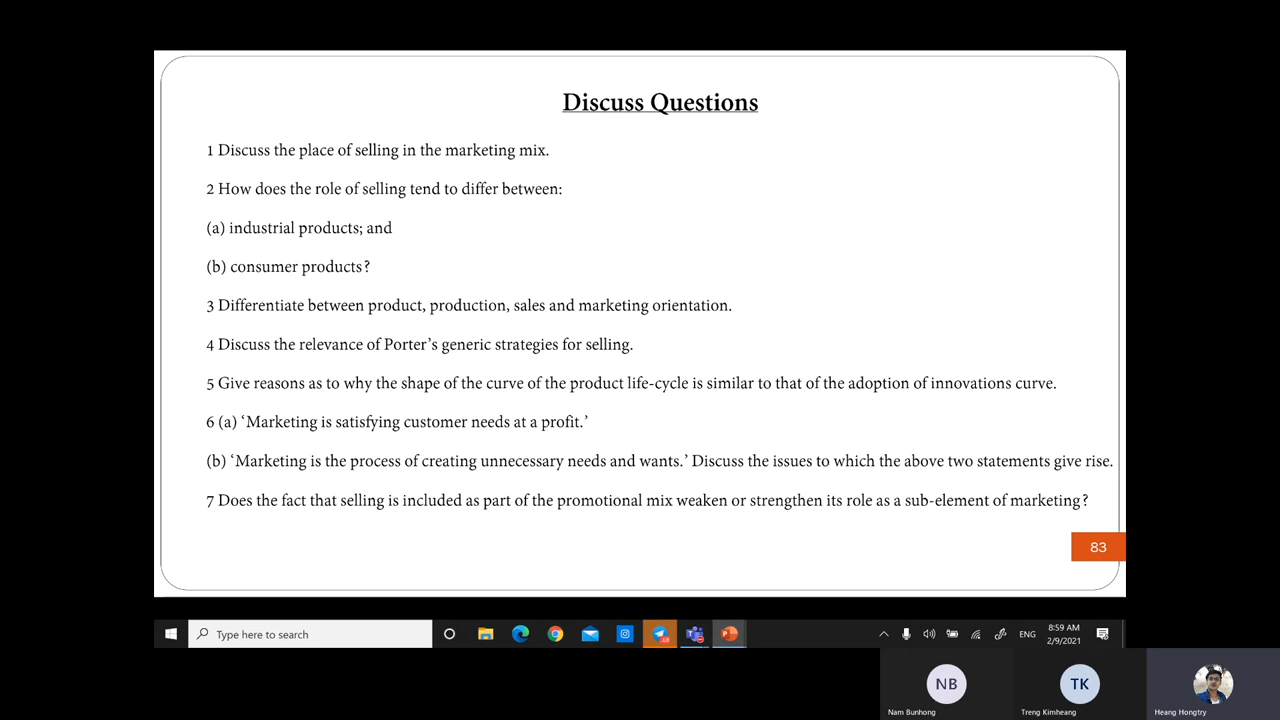 Discuss Questions
1 Discuss the place of selling in the marketing mix.
2 How does the role of selling tend to differ between:
(a) industrial products; and
(b) consumer products?
3 Differentiate between product, production, sales and marketing orientation.
4 Discuss the relevance of Porter’s generic strategies for selling.
5 Give reasons as to why the shape of the curve of the product life-cycle is similar to that of the adoption of innovations curve.
6 (a) ‘Marketing is satisfying customer needs at a profit.’
(b) ‘Marketing is the process of creating unnecessary needs and wants.’ Discuss the issues to which the above two statements give rise.
7 Does the fact that selling is included as part of the promotional mix weaken or strengthen its role as a sub-element of marketing?
83
Type here to search
ENG
8:59 AM
2/9/2021
NB
TK
Nam Bunhong
Treng Kimheang
Heang Hongtry